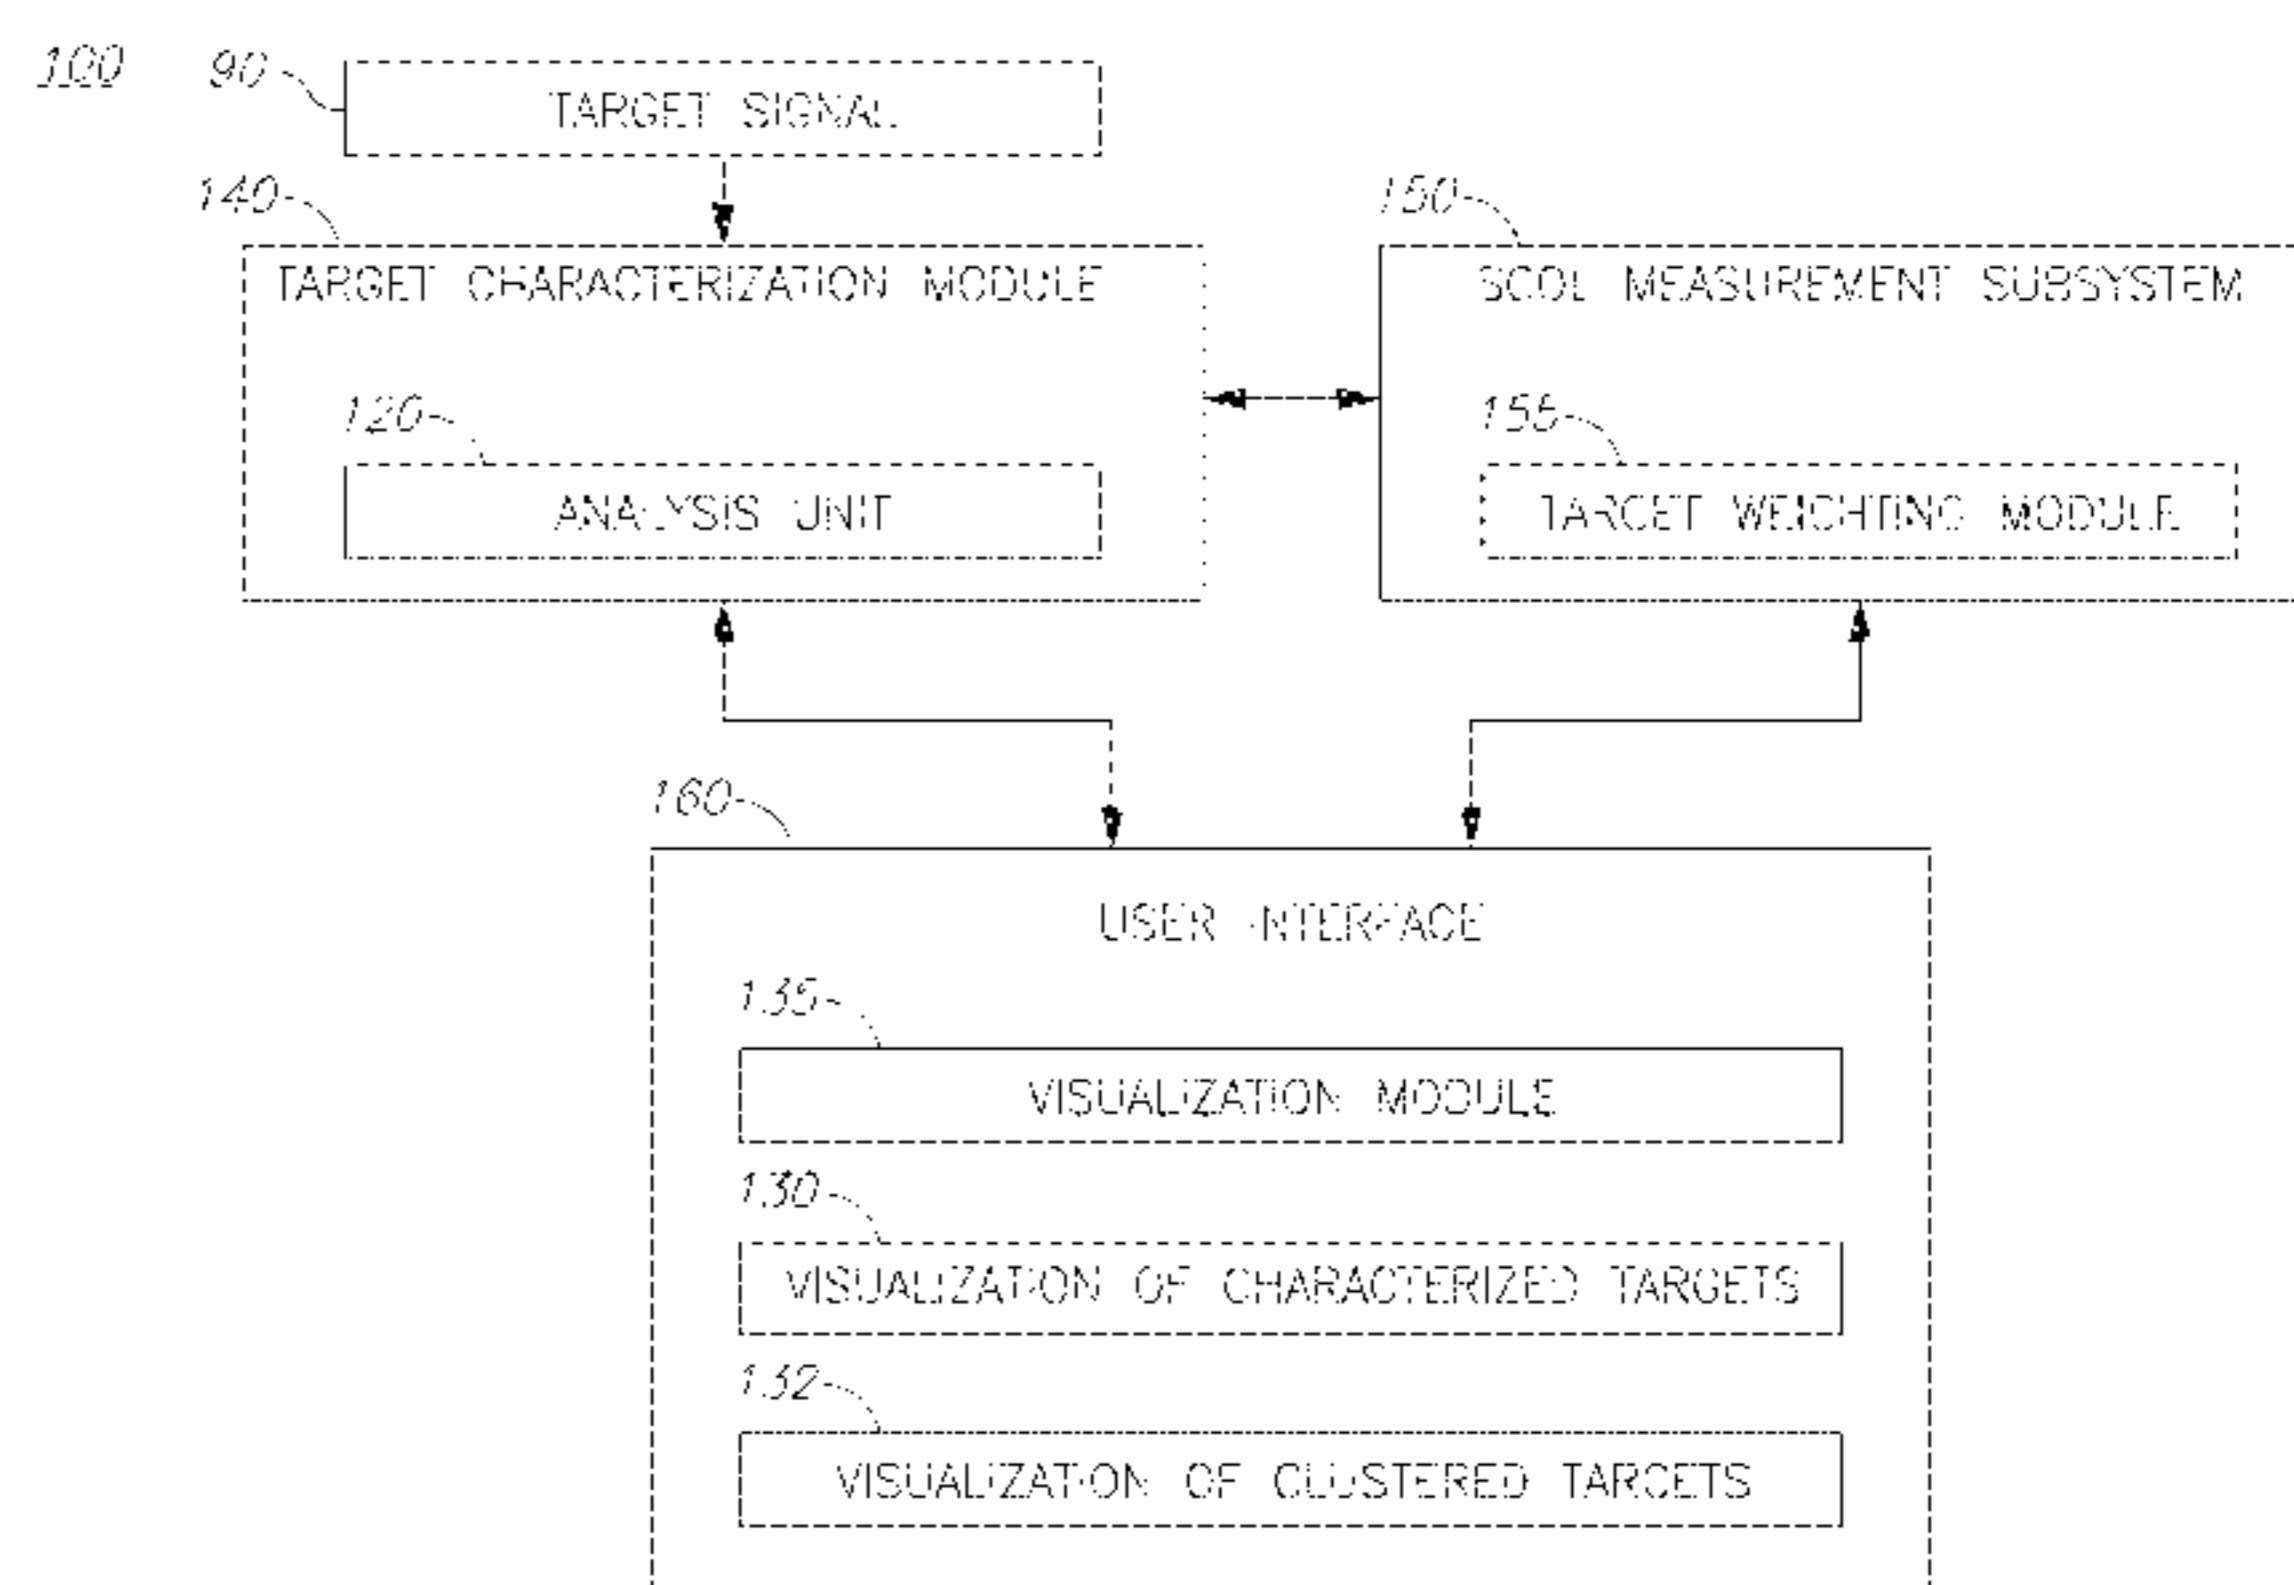 100
90
TARGET SIGNAL
140
150
TARGET CHARACTERIZATION MODULE
SCOL MEASUREMENT SUBSYSTEM
120
155
ANALYSIS UNIT
TARGET WEIGHTING MODULE
160
USER INTERFACE
135
VISUALIZATION MODULE
130
VISUALIZATION OF CHARACTERIZED TARGETS
132
VISUALIZATION OF CLUSTERED TARGETS